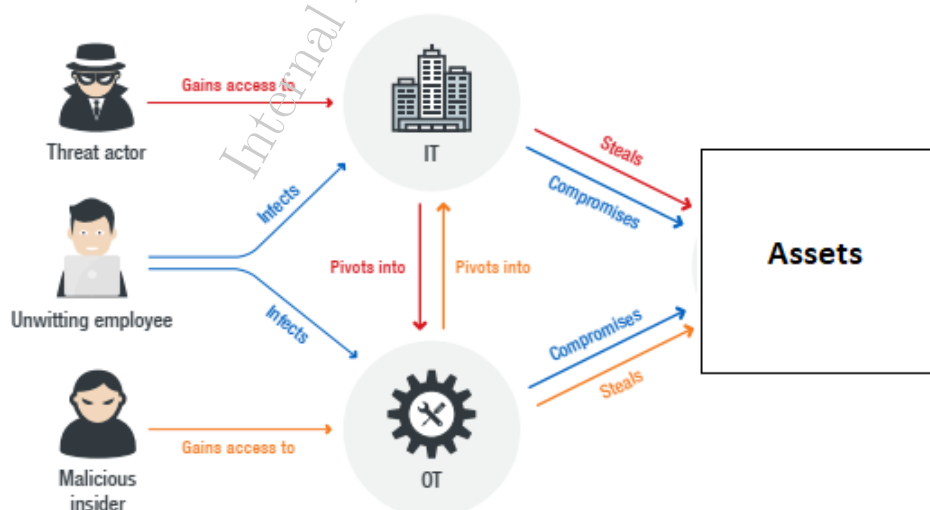 Internal
Gains access to
Threat actor
IT
Steals
Compromises
Infects
Unwitting employee
Pivots into
Pivots into
Assets
Infects
Compromises
Steals
Gains access to
Malicious
insider
OT